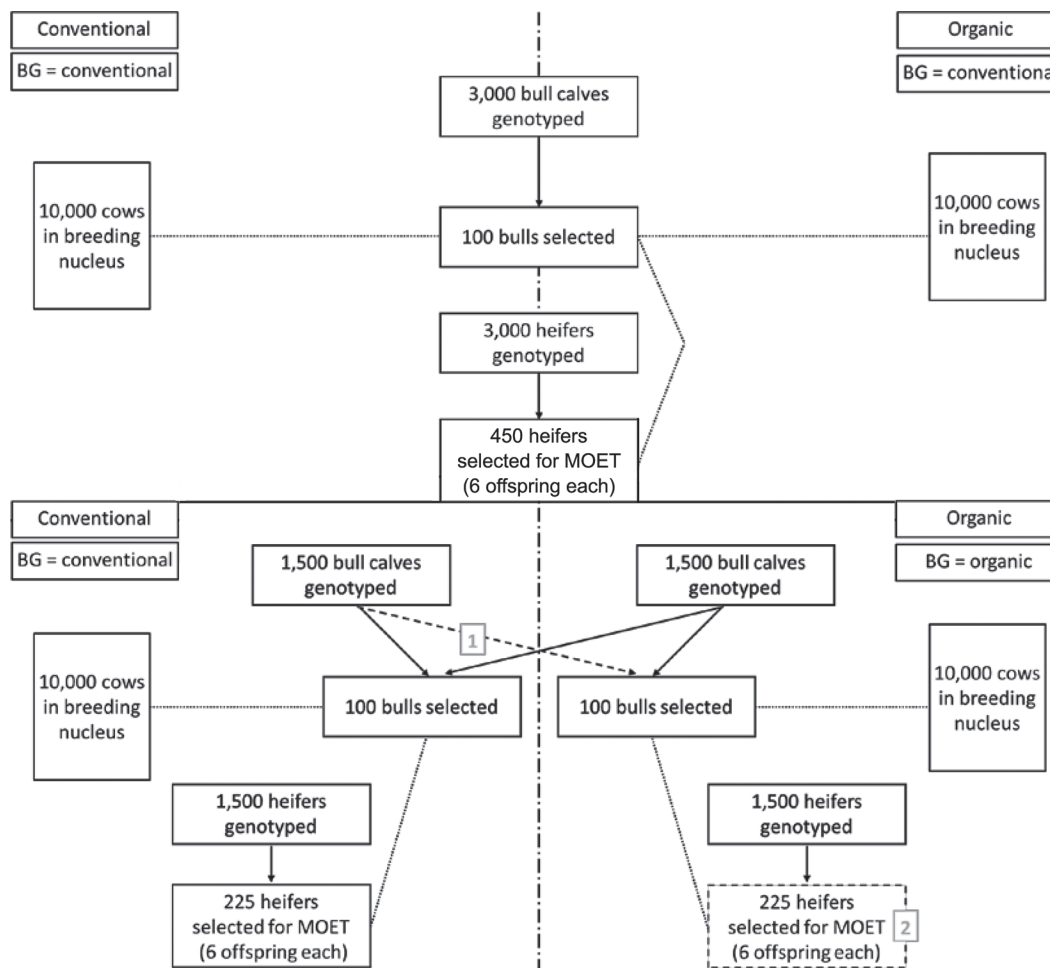 Conventional
BG = conventional
Organic
BG = conventiona
3,000 bull calves
genotyped
10,000 cows
in breeding
nucleus
100 bulls selected
10,000 cows
in breeding
nucleus
3,000 heifers
genotyped
450 heifers
selected for MOET
(6 offspring each)
Conventional
BG = conventional
Organic
BG = organic
1,500 bull calves
genotyped
1,500 bull calves
genotyped
1
10,000 cows
in breeding
nucleus
100 bulls selected
100 bulls selected
10,000 cows
in breeding
nucleus
1,500 heifers
genotyped
1,500 heifers
genotyped
225 heifers
selected for MOET
(6 offspring each)
225 heifers
selected for MOET
(6 offspring each)
2